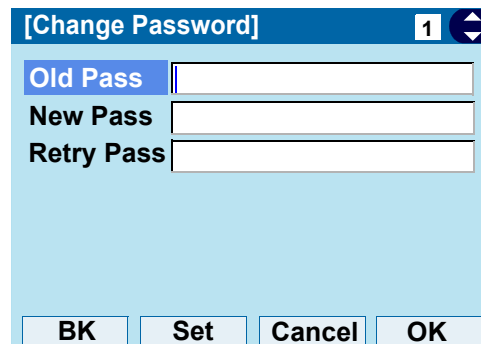 [Change Password] 1
Old Pass
New Pass
Retry Pass
BK Set Cancel OK